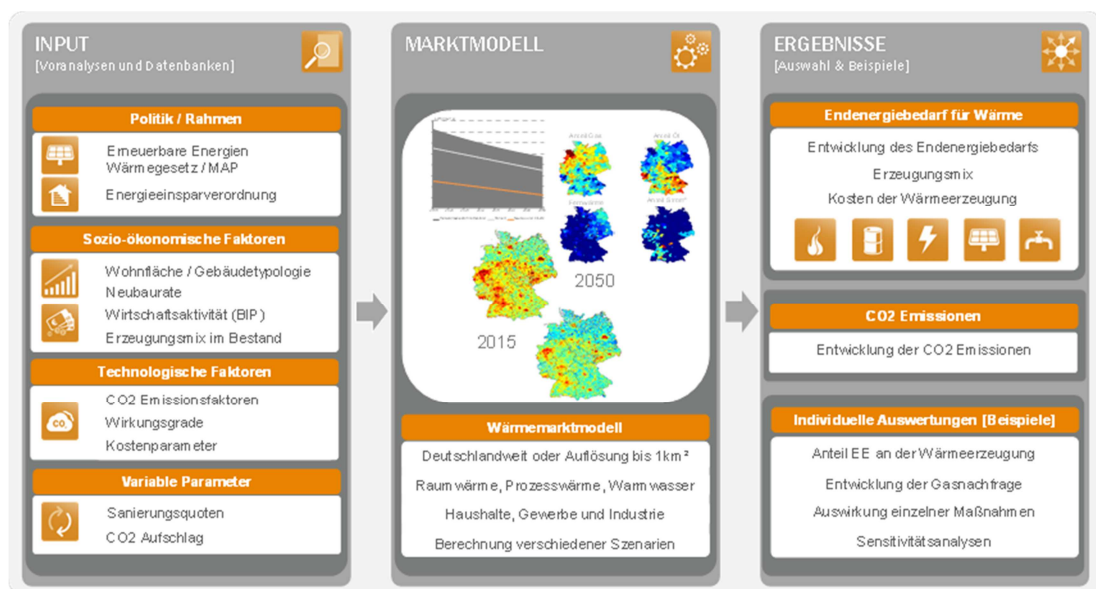 INPUT
[Voranalysen und Datenbanken]
Politik / Rahmen
Erneuerbare Energien
Wärmegesetz / MAP
Energieeinsparverordnung
Sozio-ökonomische Faktoren
Wohnfläche / Gebäudetypologie
Neubaurate
Wirtschaftsaktivität (BIP)
Erzeugungsmix im Bestand
Technologische Faktoren
CO2 Emissionsfaktoren
Wirkungsgrade
Kostenparameter
Variable Parameter
Sanierungsquoten
CO2 Aufschlag
MARKTMODELL
2050
2015
Wärmemarktmodell
Deutschlandweit oder Auflösung bis 1km²
Raumwärme, Prozesswärme, Warmwasser
Haushalte, Gewerbe und Industrie
Berechnung verschiedener Szenarien
ERGEBNISSE
[Auswahl & Beispiele]
Endenergiebedarf für Wärme
Entwicklung des Endenergiebedarfs
Erzeugungsmix
Kosten der Wärmeerzeugung
CO2 Emissionen
Entwicklung der CO2 Emissionen
Individuelle Auswertungen [Beispiele]
Anteil EE an der Wärmeerzeugung
Entwicklung der Gasnachfrage
Auswirkung einzelner Maßnahmen
Sensitivitätsanalysen